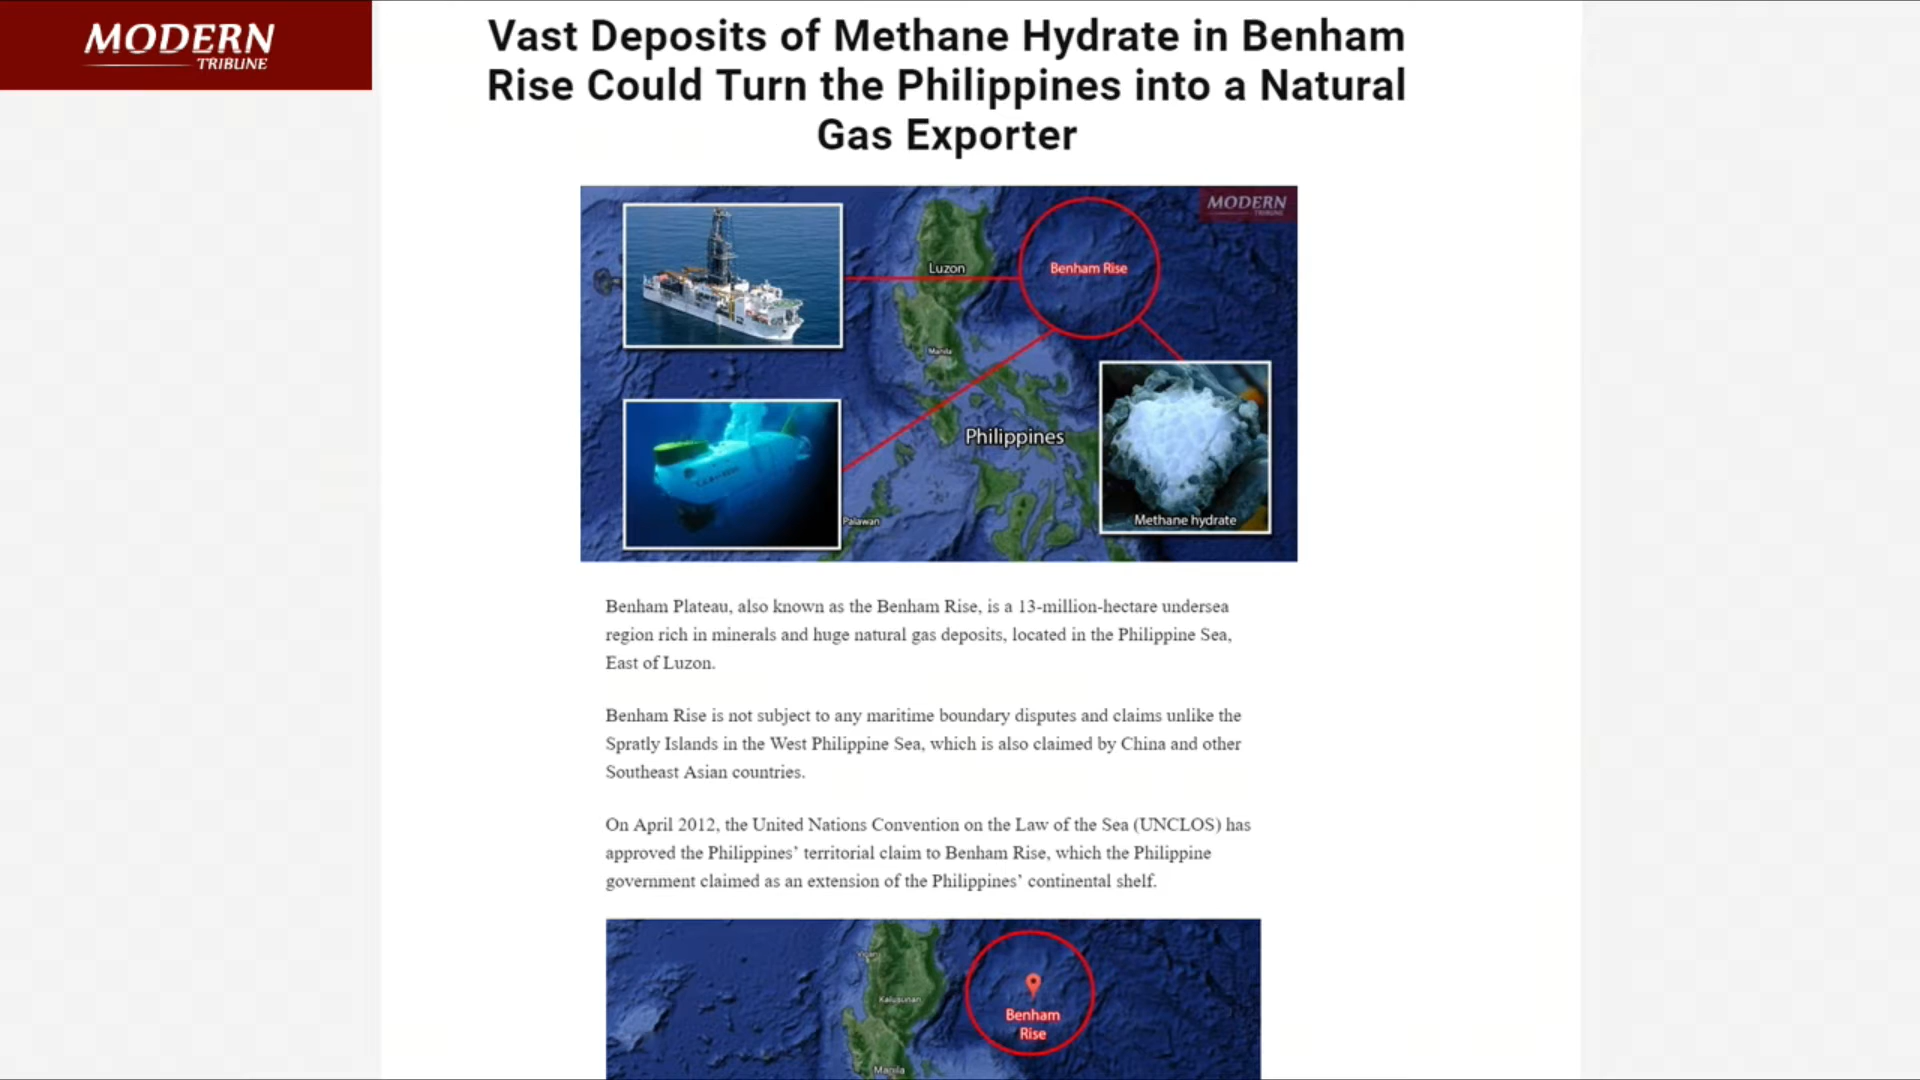 MODERN
TRIBUNE
Vast Deposits of Methane Hydrate in Benham
Rise Could Turn the Philippines into a Natural
Gas Exporter
MODERN
TRIBUNE
Luzon
Benham Rise
Manila
Philippines
Palawan
Methane hydrate
Benham Plateau, also known as the Benham Rise, is a 13-million-hectare undersea
region rich in minerals and huge natural gas deposits, located in the Philippine Sea,
East of Luzon.
Benham Rise is not subject to any maritime boundary disputes and claims unlike the
Spratly Islands in the West Philippine Sea, which is also claimed by China and other
Southeast Asian countries.
On April 2012, the United Nations Convention on the Law of the Sea (UNCLOS) has
approved the Philippines’ territorial claim to Benham Rise, which the Philippine
government claimed as an extension of the Philippines’ continental shelf.
Vigan
Kalusunan
Benham
Rise
Manila